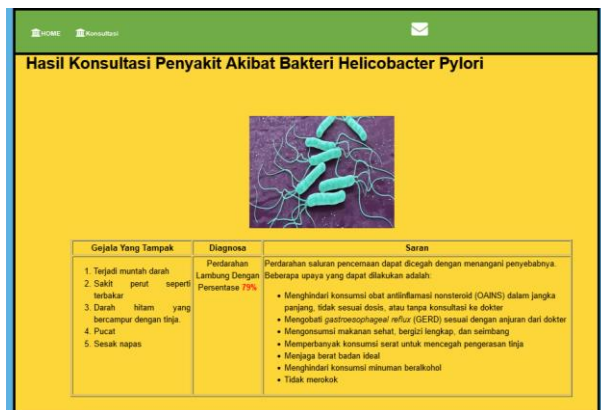 HOME Konsultasi
Hasil Konsultasi Penyakit Akibat Bakteri Helicobacter Pylori
Gejala Yang Tampak
1. Terjadi muntah darah
2. Sakit perut seperti
terbakar
3. Darah hitam yang
bercampur dengan tinja.
4. Pucat
5. Sesak napas
Diagnosa
Perdarahan
Lambung Dengan
Persentase 79%
Saran
Perdarahan saluran pencernaan dapat dicegah dengan menangani penyebabnya.
Beberapa upaya yang dapat dilakukan adalah:
• Menghindari konsumsi obat antiinflamasi nonsteroid (OAINS) dalam jangka
panjang, tidak sesuai dosis, atau tanpa konsultasi ke dokter
• Mengobati gastroesophageal reflux (GERD) sesuai dengan anjuran dari dokter
• Mengonsumsi makanan sehat, bergizi lengkap, dan seimbang
• Memperbanyak konsumsi serat untuk mencegah pengerasan tinja
• Menjaga berat badan ideal
• Menghindari konsumsi minuman beralkohol
• Tidak merokok